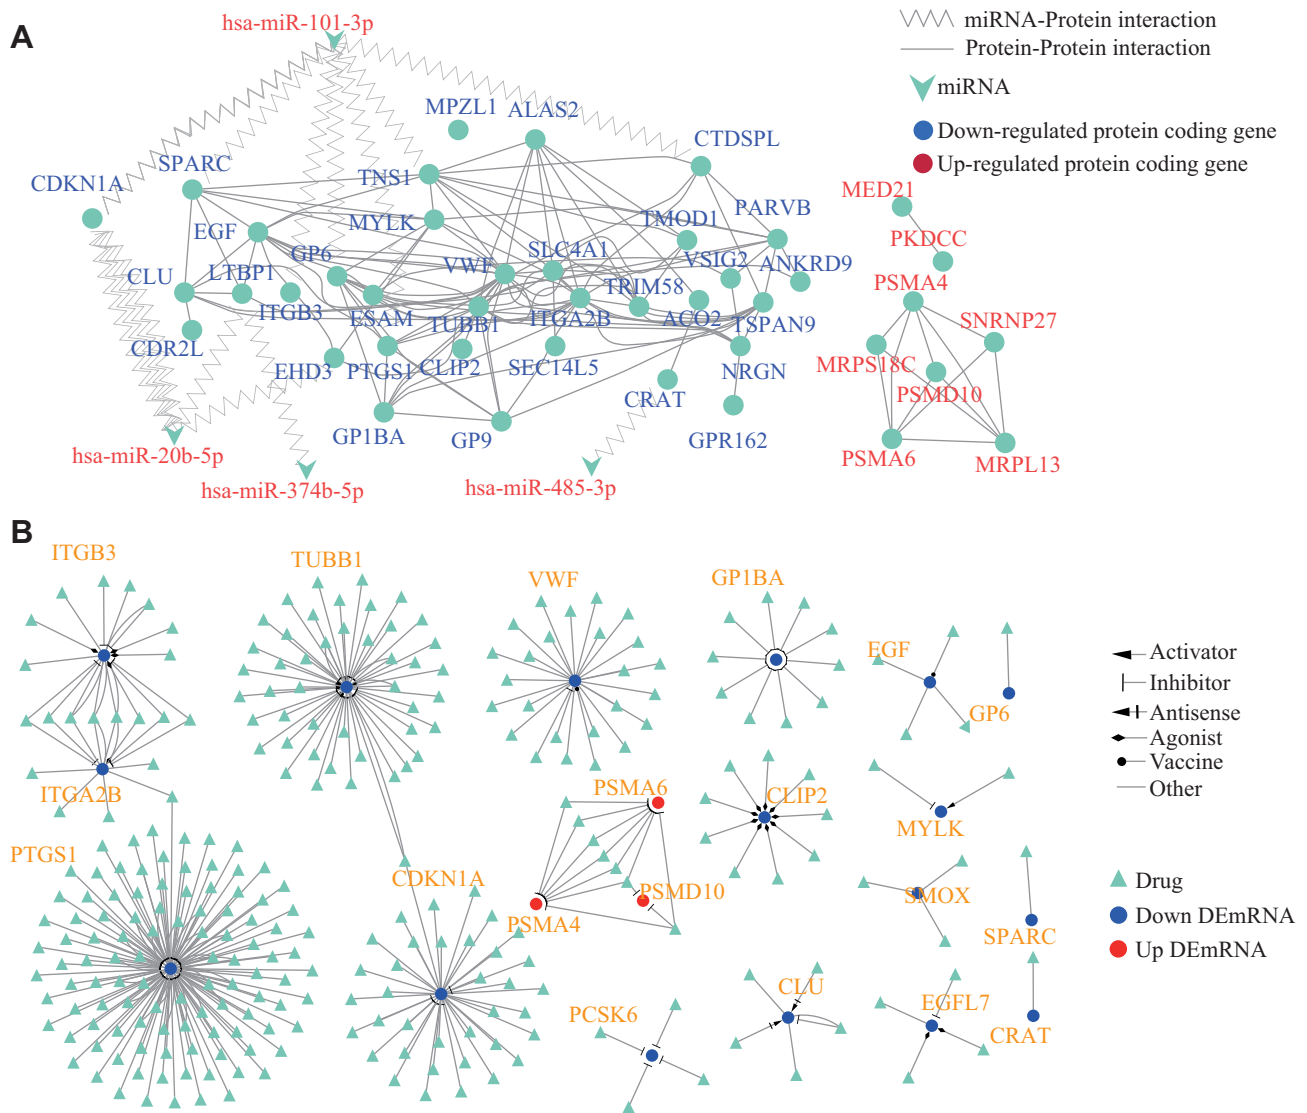 A
hsa-miR-101-3p
miRNA-Protein interaction
Protein-Protein interaction
miRNA
Down-regulated protein coding gene
Up-regulated protein coding gene
MPZL1
ALAS2
CTDSPL
SPARC
CDKN1A
TNS1
MED21
EGF
MYLK
TMOD1
PARVB
PKDCC
GP6
VWF
SLC4A1
VSIG2
ANKRD9
CLU
LTBP1
ITGB3
ESAM
TUBB1
ITGA2B
TRIM58
ACO2
TSPAN9
PSMA4
SNRNP27
CDR2L
EHD3
PTGS1
CLIP2
SEC14L5
NRGN
MRPS18C
PSMD10
CRAT
GP1BA
GP9
GPR162
PSMA6
MRPL13
hsa-miR-20b-5p
hsa-miR-374b-5p
hsa-miR-485-3p
B
ITGB3
TUBB1
VWF
GP1BA
EGF
GP6
Activator
Inhibitor
Antisense
Agonist
Vaccine
Other
ITGA2B
PSMA6
CLIP2
MYLK
PTGS1
CDKN1A
PSMA4
PSMD10
SMOX
SPARC
Drug
Down DEmRNA
Up DEmRNA
PCSK6
CLU
EGFL7
CRAT